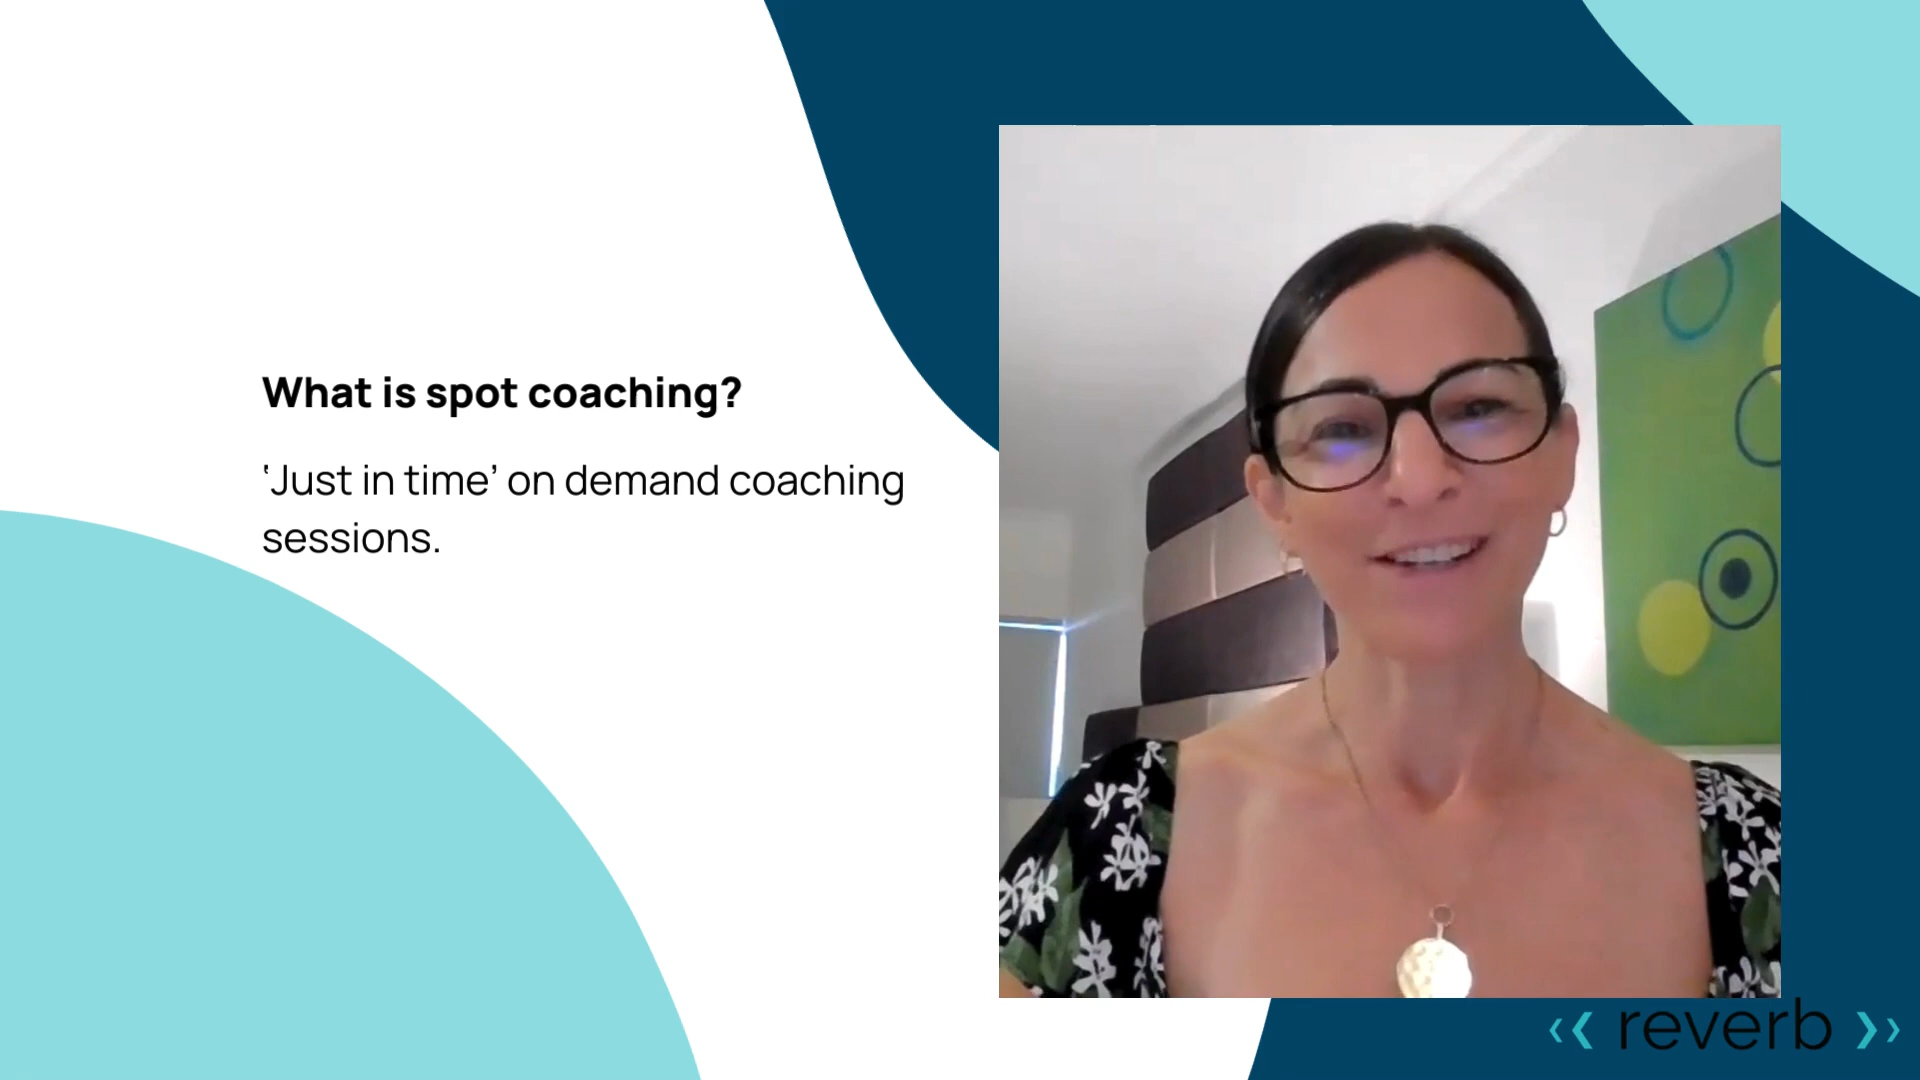 What is spot coaching?
‘Just in time’ on demand coaching
sessions.
reverb